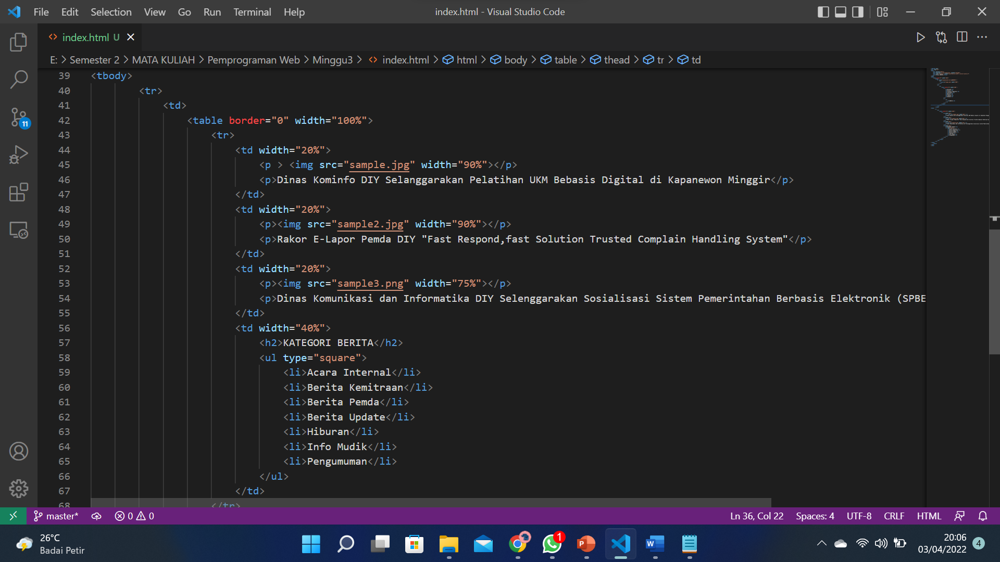 File Edit Selection View Go Run Terminal Help index.html - Visual Studio Code
index.html U
E: > Semester 2 > MATA KULIAH > Pemprograman Web > Minggu3 > <> index.html > html > body > table > thead > tr > td
39 <tbody>
40 <tr>
41 <td>
42 <table border="0" width="100%">
43 <tr>
44 <td width="20%">
45 <p > <img src="sample.jpg" width="90%"></p>
46 <p>Dinas Kominfo DIY Selanggarakan Pelatihan UKM Bebasis Digital di Kapanewon Minggir</p>
47 </td>
48 <td width="20%">
49 <p><img src="sample2.jpg" width="90%"></p>
50 <p>Rakor E-Lapor Pemda DIY "Fast Respond,fast Solution Trusted Complain Handling System"</p>
51 </td>
52 <td width="20%">
53 <p><img src="sample3.png" width="75%"></p>
54 <p>Dinas Komunikasi dan Informatika DIY Selenggarakan Sosialisasi Sistem Pemerintahan Berbasis Elektronik (SPBE
55 </td>
56 <td width="40%">
57 <h2>KATEGORI BERITA</h2>
58 <ul type="square">
59 <li>Acara Internal</li>
60 <li>Berita Kemitraan</li>
61 <li>Berita Pemda</li>
62 <li>Berita Update</li>
63 <li>Hiburan</li>
64 <li>Info Mudik</li>
65 <li>Pengumuman</li>
66 </ul>
67 </td>
68 </tr>
11
master* 0 0 Ln 36, Col 22 Spaces: 4 UTF-8 CRLF HTML
26°C
Badai Petir
1
20:06
03/04/2022
4